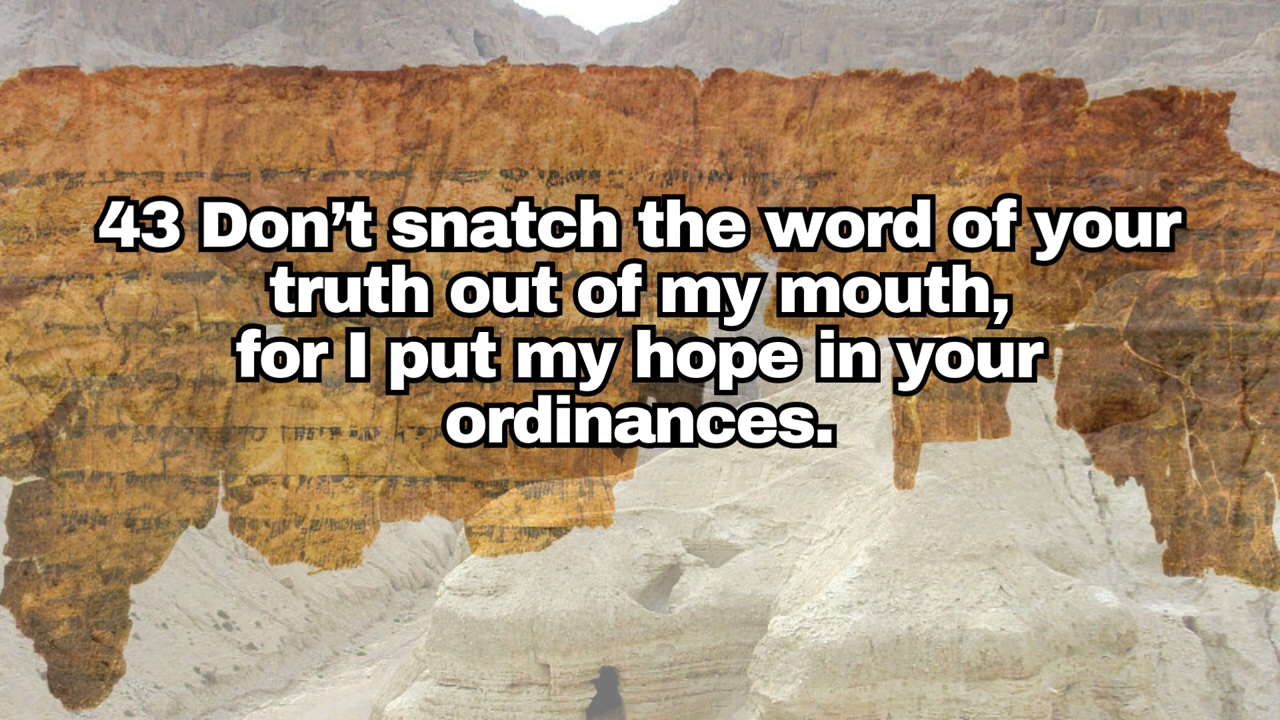 43 Don’t snatch the word of your
truth out of my mouth,
for I put my hope in your
ordinances.